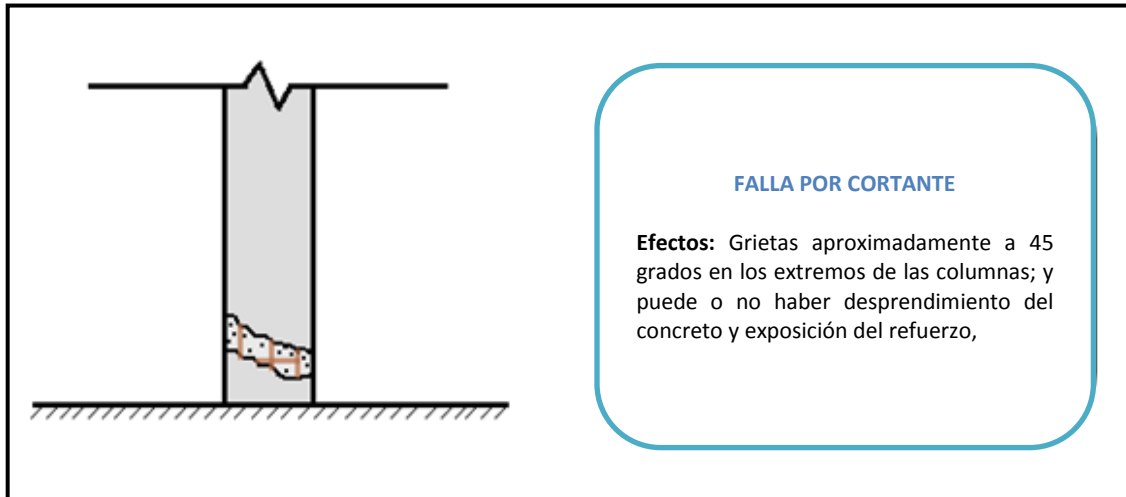 FALLA POR CORTANTE
Efectos: Grietas aproximadamente a 45
grados en los extremos de las columnas; y
puede o no haber desprendimiento del
concreto y exposición del refuerzo,